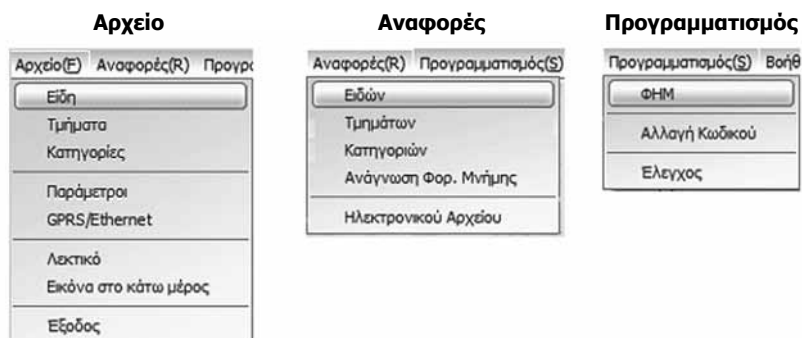 Αρχείο
Αρχείο(F) Αναφορές(R)
Είδη
Τμήματα
Κατηγορίες
Παράμετροι
GPRS/Ethernet
Λεκτικό
Εικόνα στο κάτω μέρος
Έξοδος
Αναφορές
Αναφορές(R) Προγραμματισμός(S)
Ειδών
Τμημάτων
Κατηγοριών
Ανάγνωση Φορ. Μνήμης
Ηλεκτρονικού Αρχείου
Προγραμματισμός
Προγραμματισμός(S)
ΦΗΜ
Αλλαγή Κωδικού
Έλεγχος